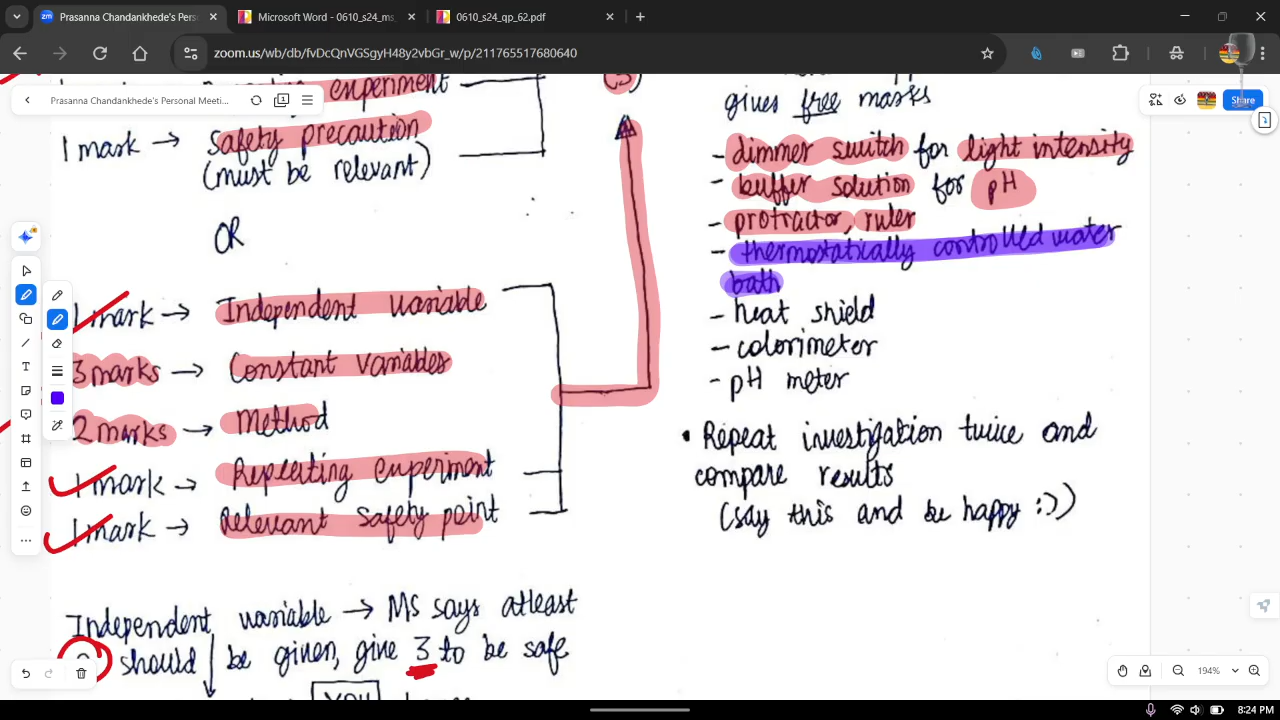 Prasanna Chandankhede's Pers
Microsoft Word - 0610_s24_ms
0610_s24_qp_62.pdf
zoom.us/wb/db/fvDcQnVGSgyH48y2vbGr_w/p/211765517680640
Prasanna Chandankhede's Personal Meeti...
1
Share
experiment
(3)
1 mark → safety precaution
(must be relevant)
OR
1 mark → Independent variable
3 marks → Constant variables
2 marks → Method
1 mark → Repeating experiment
1 mark → Relevant safety point
Independent variable → MS says atleast
should be given, give 3 to be safe
YOU
gives free marks
- dimmer switch for light intensity
- buffer solution for pH
- protractor, ruler
- thermostatically controlled water
bath
- heat shield
- colorimeter
- pH meter
• Repeat investigation twice and
compare results
(say this and be happy :))
194%
8:24 PM